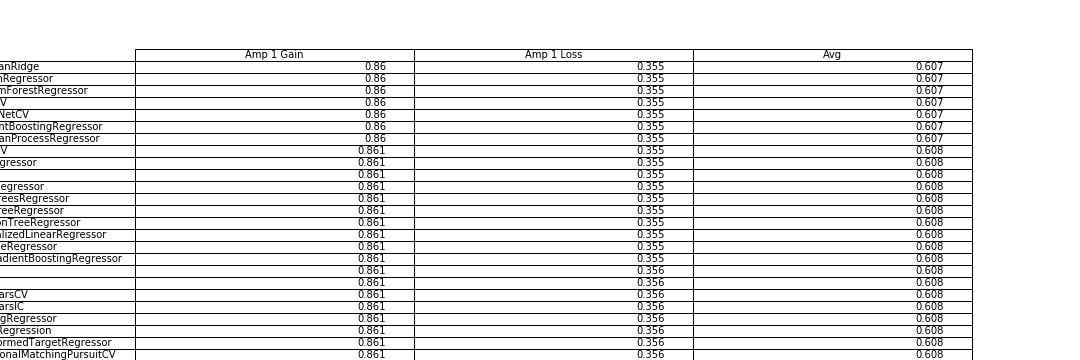 Amp 1 Gain Amp 1 Loss Avg
anRidge 0.86 0.355 0.607
nRegressor 0.86 0.355 0.607
mForestRegressor 0.86 0.355 0.607
V 0.86 0.355 0.607
NetCV 0.86 0.355 0.607
ntBoostingRegressor 0.86 0.355 0.607
anProcessRegressor 0.86 0.355 0.607
V 0.861 0.355 0.608
gressor 0.861 0.355 0.608
0.861 0.355 0.608
egressor 0.861 0.355 0.608
reesRegressor 0.861 0.355 0.608
reeRegressor 0.861 0.355 0.608
onTreeRegressor 0.861 0.355 0.608
alizedLinearRegressor 0.861 0.355 0.608
eRegressor 0.861 0.355 0.608
adientBoostingRegressor 0.861 0.355 0.608
0.861 0.356 0.608
0.861 0.356 0.608
arsCV 0.861 0.356 0.608
arsIC 0.861 0.356 0.608
gRegressor 0.861 0.356 0.608
Regression 0.861 0.356 0.608
ormedTargetRegressor 0.861 0.356 0.608
onalMatchingPursuitCV 0.861 0.356 0.608